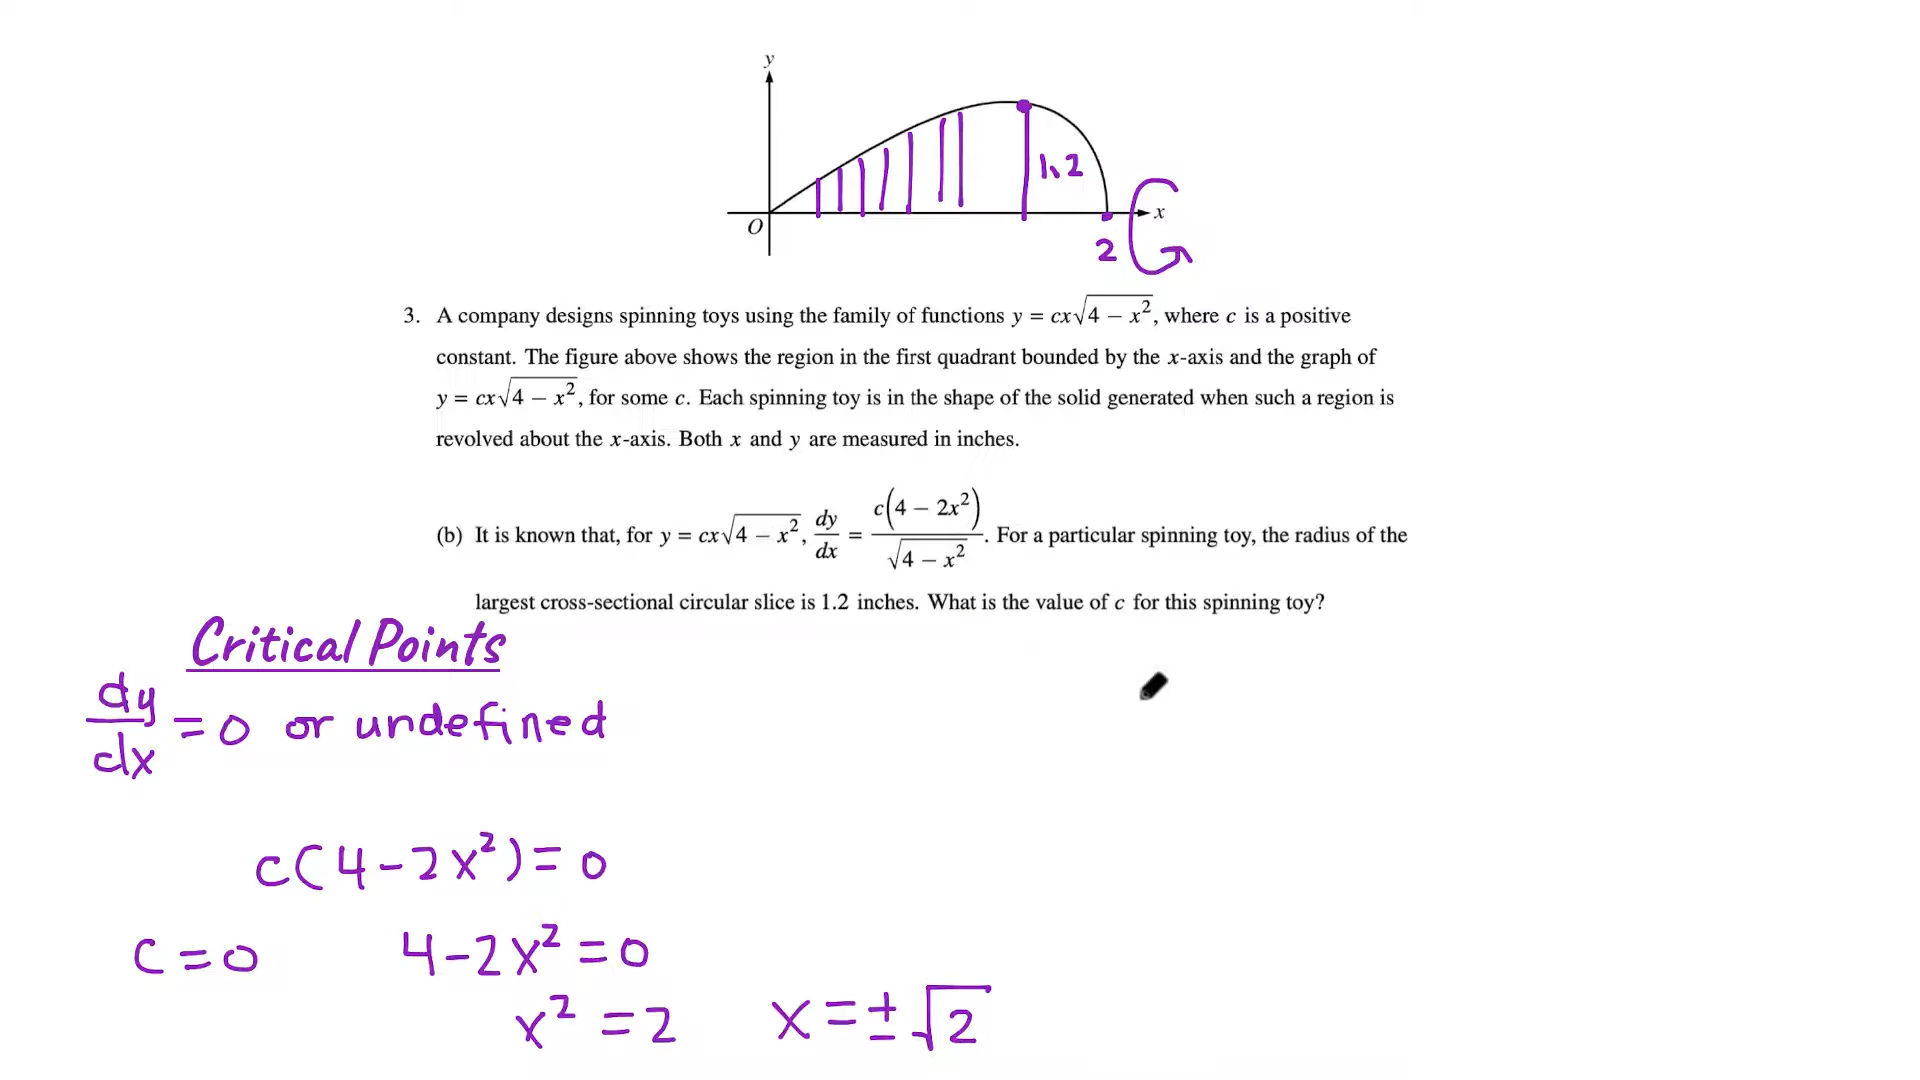 y
1.2
O
x
2
3. A company designs spinning toys using the family of functions y = cx√(4 − x²), where c is a positive
constant. The figure above shows the region in the first quadrant bounded by the x-axis and the graph of
y = cx√(4 − x²), for some c. Each spinning toy is in the shape of the solid generated when such a region is
revolved about the x-axis. Both x and y are measured in inches.
(b) It is known that, for y = cx√(4 − x²), dy/dx = c(4 − 2x²)/√(4 − x²). For a particular spinning toy, the radius of the
largest cross-sectional circular slice is 1.2 inches. What is the value of c for this spinning toy?
Critical Points
dy/dx = 0 or undefined
c(4-2x²) = 0
c = 0 4-2x² = 0
x² = 2 x = ±√2